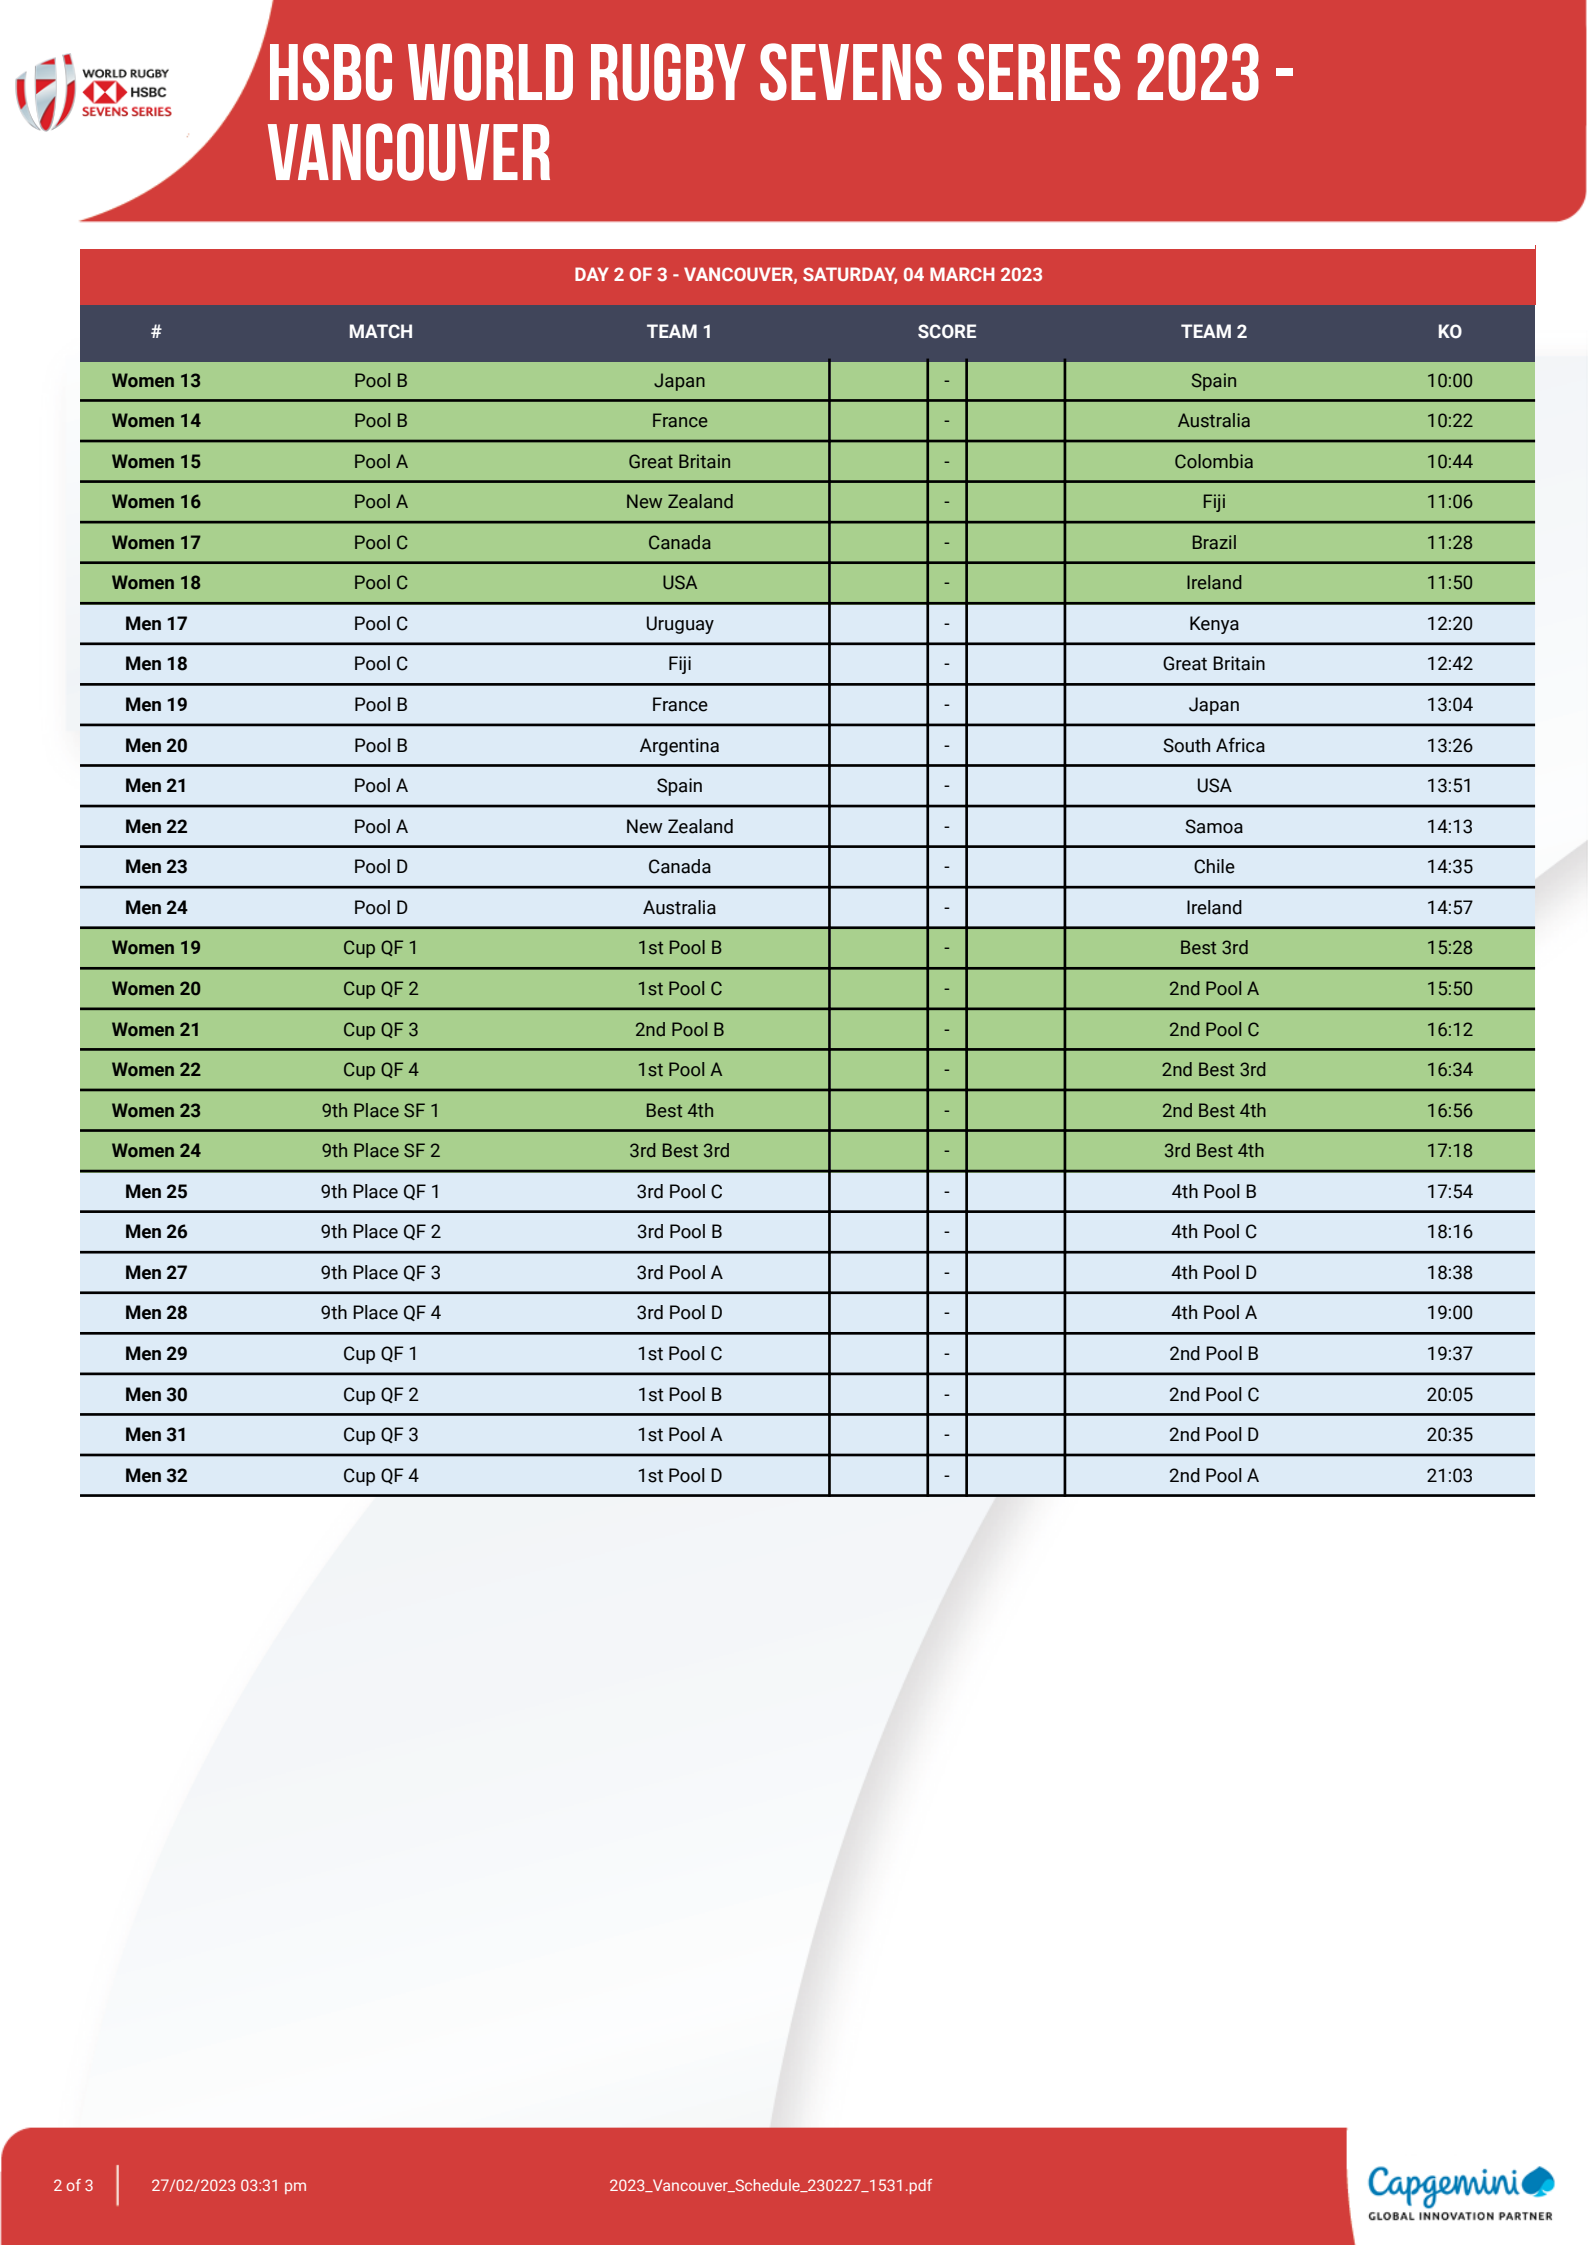 WORLD RUGBY
HSBC
SEVENS SERIES
HSBC WORLD RUGBY SEVENS SERIES 2023 -
VANCOUVER
DAY 2 OF 3 - VANCOUVER, SATURDAY, 04 MARCH 2023
# MATCH TEAM 1 SCORE TEAM 2 KO
Women 13 Pool B Japan - Spain 10:00
Women 14 Pool B France - Australia 10:22
Women 15 Pool A Great Britain - Colombia 10:44
Women 16 Pool A New Zealand - Fiji 11:06
Women 17 Pool C Canada - Brazil 11:28
Women 18 Pool C USA - Ireland 11:50
Men 17 Pool C Uruguay - Kenya 12:20
Men 18 Pool C Fiji - Great Britain 12:42
Men 19 Pool B France - Japan 13:04
Men 20 Pool B Argentina - South Africa 13:26
Men 21 Pool A Spain - USA 13:51
Men 22 Pool A New Zealand - Samoa 14:13
Men 23 Pool D Canada - Chile 14:35
Men 24 Pool D Australia - Ireland 14:57
Women 19 Cup QF 1 1st Pool B - Best 3rd 15:28
Women 20 Cup QF 2 1st Pool C - 2nd Pool A 15:50
Women 21 Cup QF 3 2nd Pool B - 2nd Pool C 16:12
Women 22 Cup QF 4 1st Pool A - 2nd Best 3rd 16:34
Women 23 9th Place SF 1 Best 4th - 2nd Best 4th 16:56
Women 24 9th Place SF 2 3rd Best 3rd - 3rd Best 4th 17:18
Men 25 9th Place QF 1 3rd Pool C - 4th Pool B 17:54
Men 26 9th Place QF 2 3rd Pool B - 4th Pool C 18:16
Men 27 9th Place QF 3 3rd Pool A - 4th Pool D 18:38
Men 28 9th Place QF 4 3rd Pool D - 4th Pool A 19:00
Men 29 Cup QF 1 1st Pool C - 2nd Pool B 19:37
Men 30 Cup QF 2 1st Pool B - 2nd Pool C 20:05
Men 31 Cup QF 3 1st Pool A - 2nd Pool D 20:35
Men 32 Cup QF 4 1st Pool D - 2nd Pool A 21:03
2 of 3 27/02/2023 03:31 pm 2023_Vancouver_Schedule_230227_1531.pdf
Capgemini
GLOBAL INNOVATION PARTNER